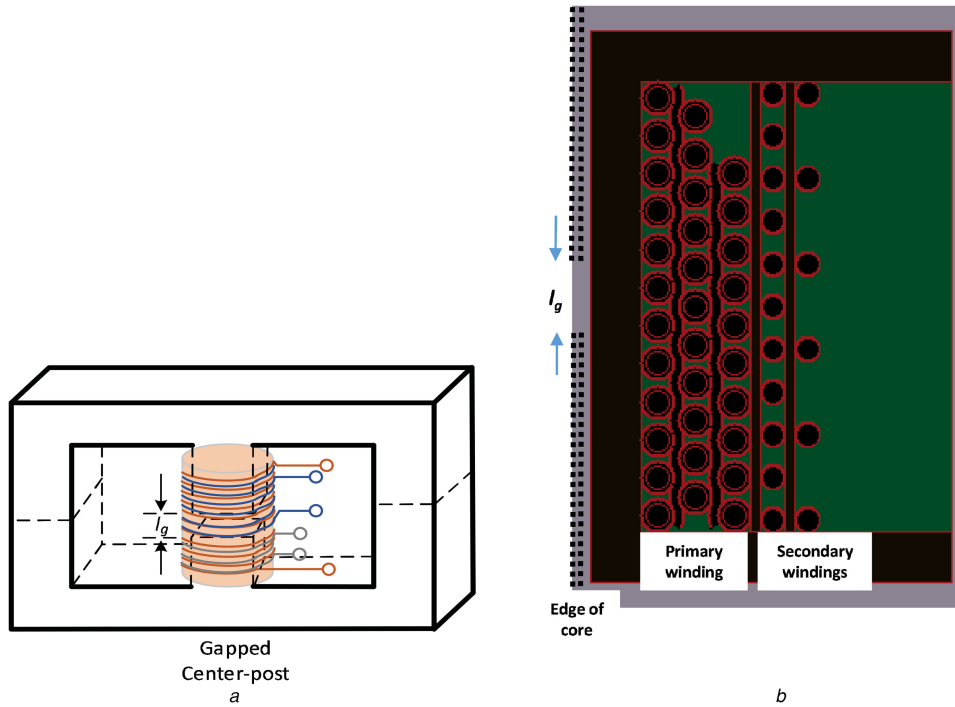 l_g
Gapped
Center-post
a
l_g
Primary
winding
Secondary
windings
Edge of
core
b